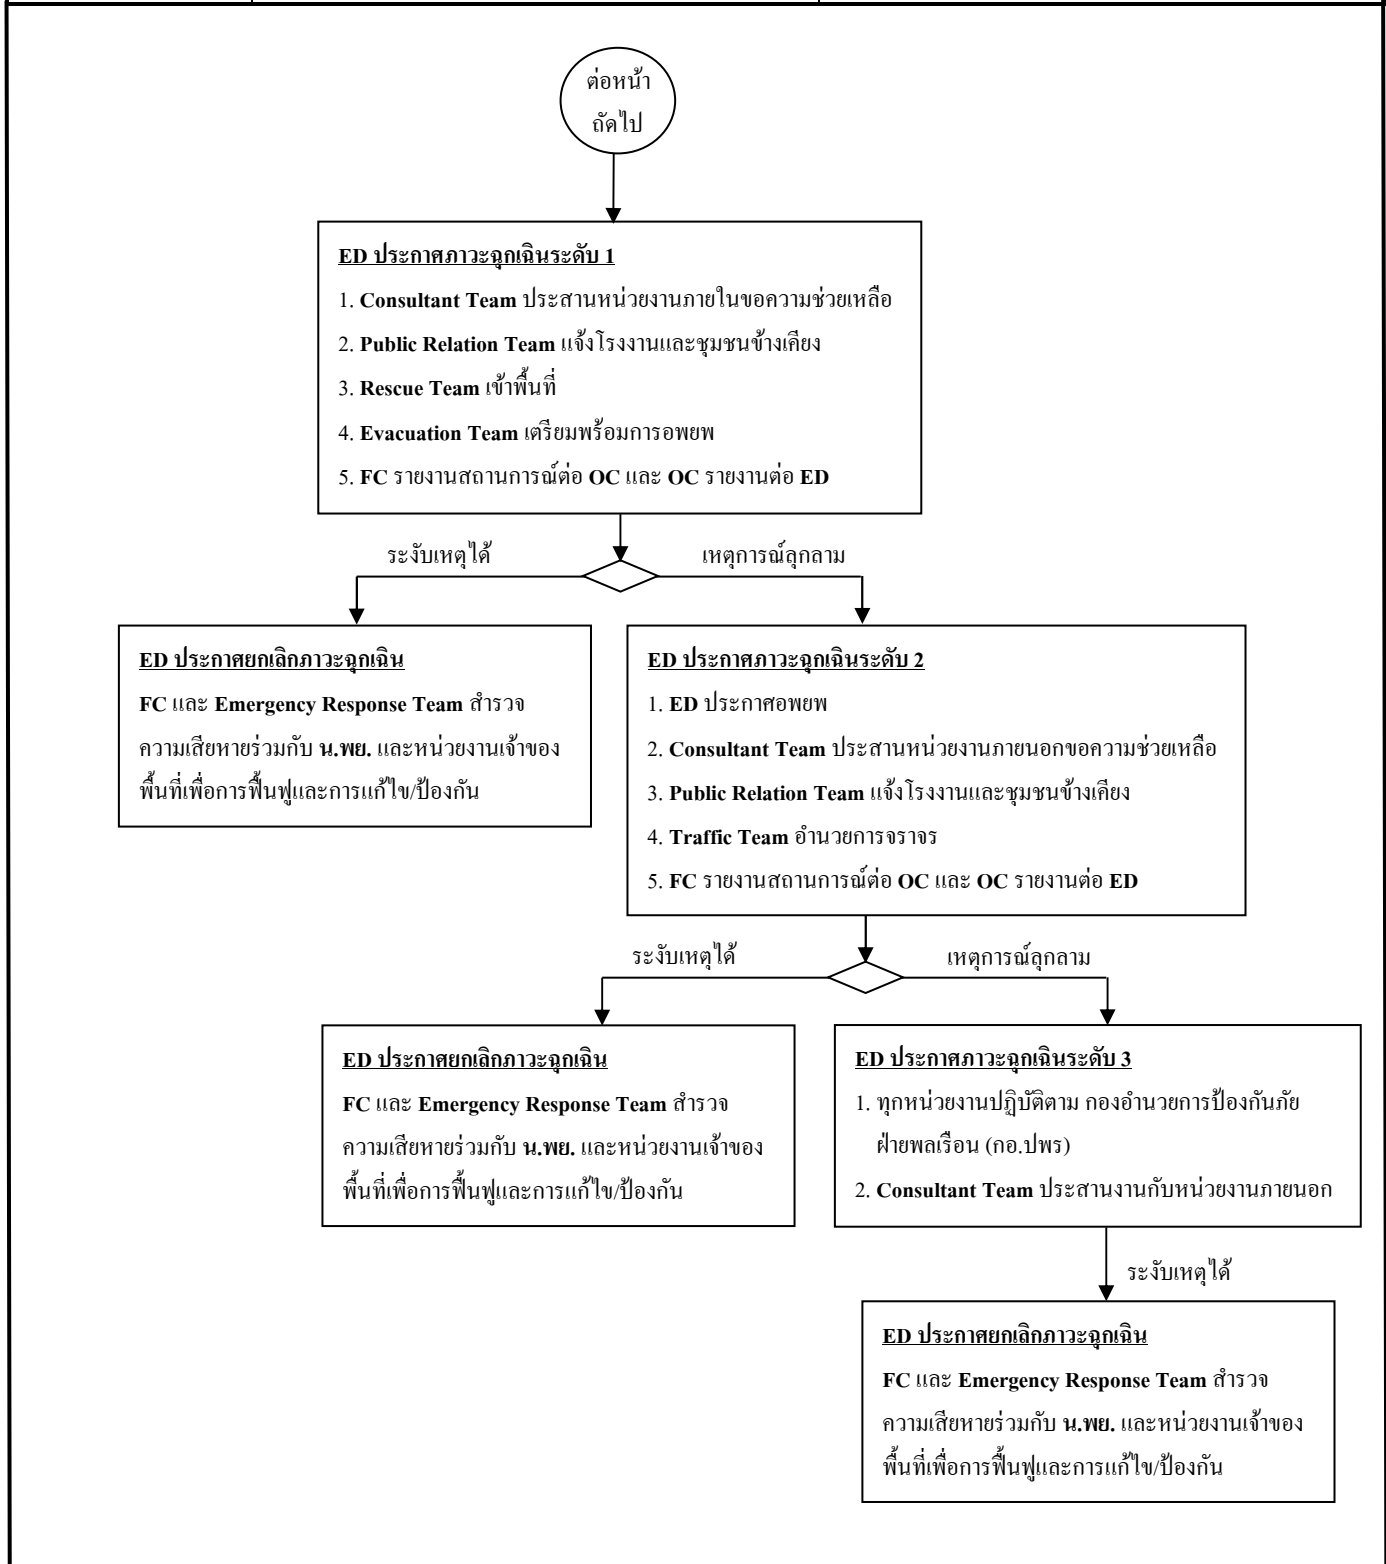 ต่อหน้า
ถัดไป
ED ประกาศภาวะฉุกเฉินระดับ 1
1. Consultant Team ประสานหน่วยงานภายในขอความช่วยเหลือ
2. Public Relation Team แจ้งโรงงานและชุมชนข้างเคียง
3. Rescue Team เข้าพื้นที่
4. Evacuation Team เตรียมพร้อมการอพยพ
5. FC รายงานสถานการณ์ต่อ OC และ OC รายงานต่อ ED
ระงับเหตุได้
เหตุการณ์ลุกลาม
ED ประกาศยกเลิกภาวะฉุกเฉิน
FC และ Emergency Response Team สำรวจ
ความเสียหายร่วมกับ น.พย. และหน่วยงานเจ้าของ
พื้นที่เพื่อการฟื้นฟูและการแก้ไข/ป้องกัน
ED ประกาศภาวะฉุกเฉินระดับ 2
1. ED ประกาศอพยพ
2. Consultant Team ประสานหน่วยงานภายนอกขอความช่วยเหลือ
3. Public Relation Team แจ้งโรงงานและชุมชนข้างเคียง
4. Traffic Team อำนวยการจราจร
5. FC รายงานสถานการณ์ต่อ OC และ OC รายงานต่อ ED
ระงับเหตุได้
เหตุการณ์ลุกลาม
ED ประกาศยกเลิกภาวะฉุกเฉิน
FC และ Emergency Response Team สำรวจ
ความเสียหายร่วมกับ น.พย. และหน่วยงานเจ้าของ
พื้นที่เพื่อการฟื้นฟูและการแก้ไข/ป้องกัน
ED ประกาศภาวะฉุกเฉินระดับ 3
1. ทุกหน่วยงานปฏิบัติตาม กองอำนวยการป้องกันภัย
ฝ่ายพลเรือน (กอ.ปพร)
2. Consultant Team ประสานงานกับหน่วยงานภายนอก
ระงับเหตุได้
ED ประกาศยกเลิกภาวะฉุกเฉิน
FC และ Emergency Response Team สำรวจ
ความเสียหายร่วมกับ น.พย. และหน่วยงานเจ้าของ
พื้นที่เพื่อการฟื้นฟูและการแก้ไข/ป้องกัน